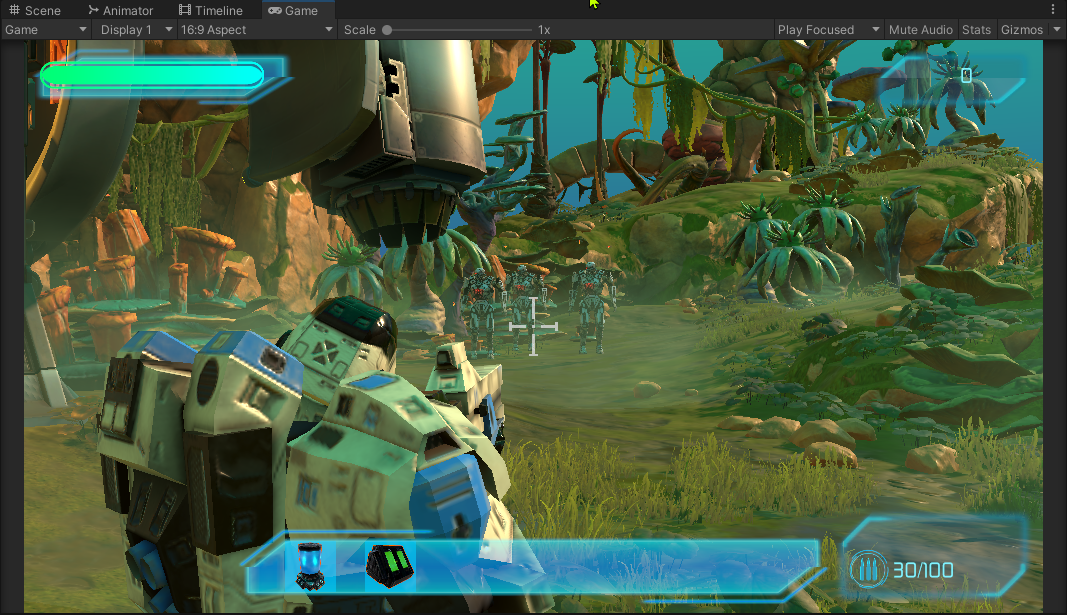 Scene Animator Timeline Game
Game Display 1 16:9 Aspect Scale 1x Play Focused Mute Audio Stats Gizmos
30/100